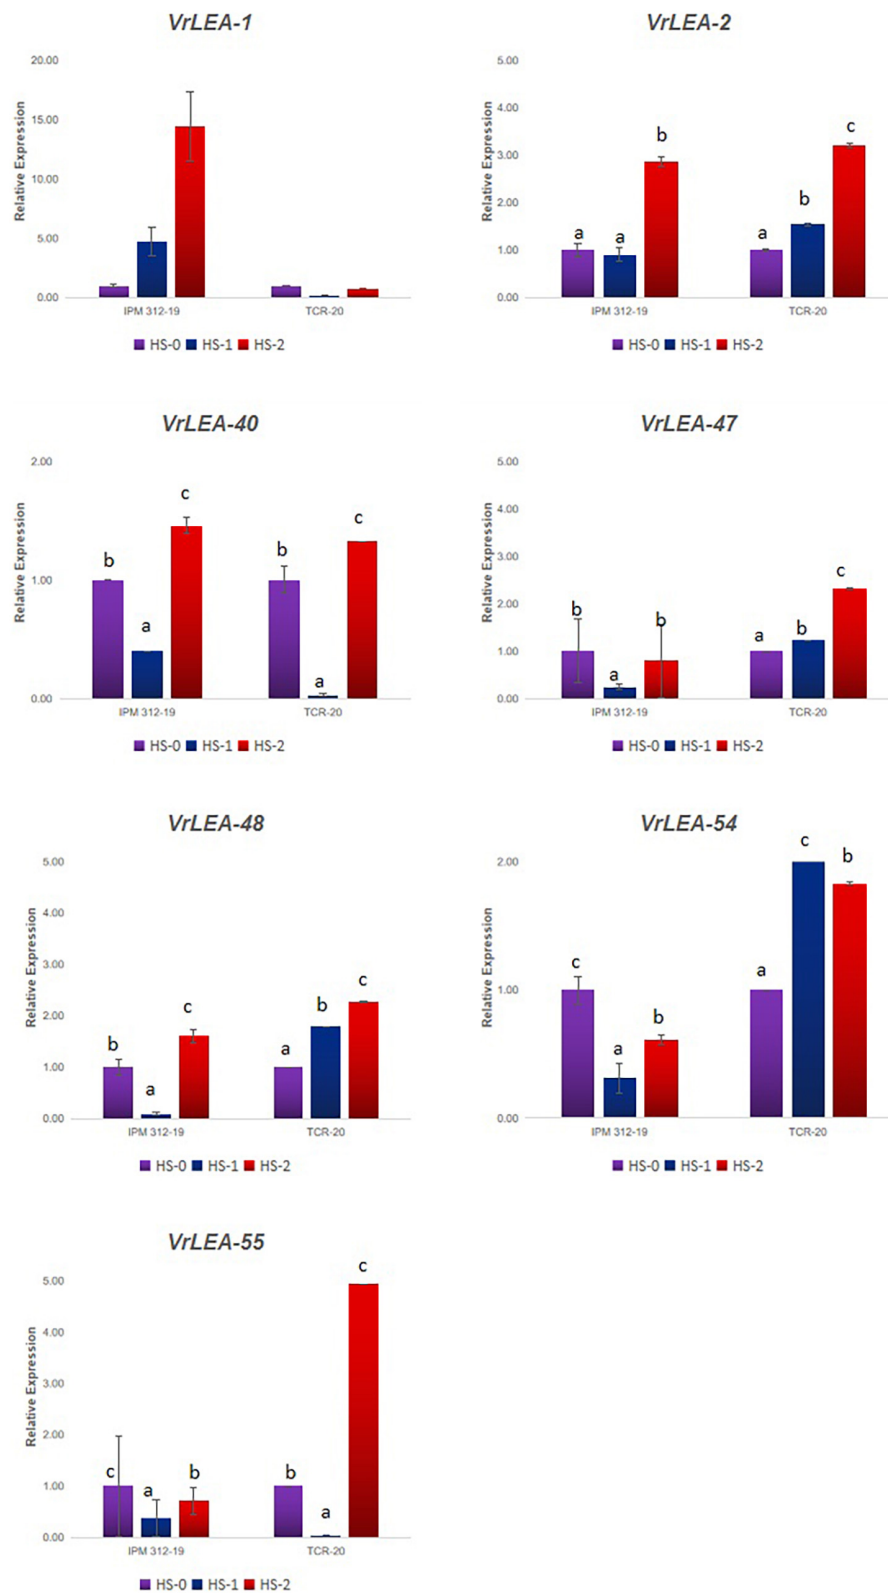 VrLEA-1
20.00
15.00
10.00
5.00
0.00
Relative Expression
IPM 312-19 TCR-20
HS-0 HS-1 HS-2
VrLEA-2
5.00
4.00
3.00
2.00
1.00
0.00
Relative Expression
a a b a b c
IPM 312-19 TCR-20
HS-0 HS-1 HS-2
VrLEA-40
2.00
1.00
0.00
Relative Expression
b a c b a c
IPM 312-19 TCR-20
HS-0 HS-1 HS-2
VrLEA-47
5.00
4.00
3.00
2.00
1.00
0.00
Relative Expression
b a b a b c
IPM 312-19 TCR-20
HS-0 HS-1 HS-2
VrLEA-48
5.00
4.00
3.00
2.00
1.00
0.00
Relative Expression
b a c a b c
IPM 312-19 TCR-20
HS-0 HS-1 HS-2
VrLEA-54
2.00
1.00
0.00
Relative Expression
c a b a c b
IPM 312-19 TCR-20
HS-0 HS-1 HS-2
VrLEA-55
5.00
4.00
3.00
2.00
1.00
0.00
Relative Expression
c a b b a c
IPM 312-19 TCR-20
HS-0 HS-1 HS-2